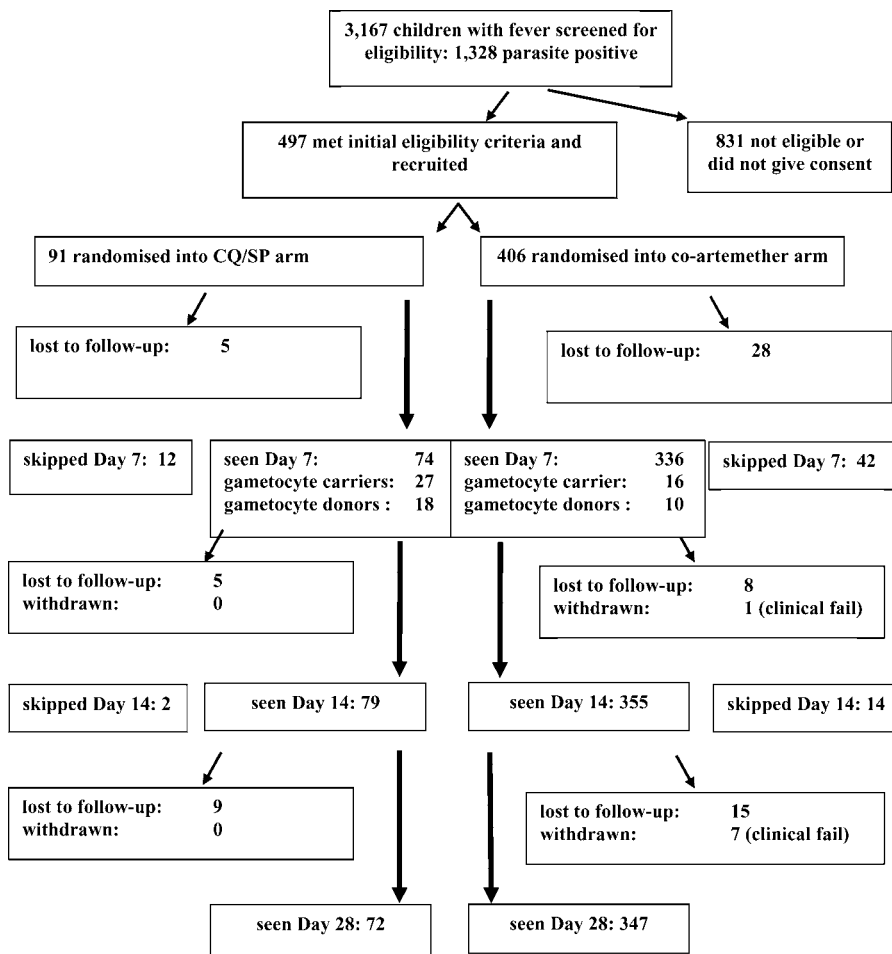 3,167 children with fever screened for
eligibility: 1,328 parasite positive
497 met initial eligibility criteria and
recruited
831 not eligible or
did not give consent
91 randomised into CQ/SP arm
406 randomised into co-artemether arm
lost to follow-up: 5
lost to follow-up: 28
skipped Day 7: 12
seen Day 7: 74
gametocyte carriers: 27
gametocyte donors : 18
seen Day 7: 336
gametocyte carrier: 16
gametocyte donors : 10
skipped Day 7: 42
lost to follow-up: 5
withdrawn: 0
lost to follow-up: 8
withdrawn: 1 (clinical fail)
skipped Day 14: 2
seen Day 14: 79
seen Day 14: 355
skipped Day 14: 14
lost to follow-up: 9
withdrawn: 0
lost to follow-up: 15
withdrawn: 7 (clinical fail)
seen Day 28: 72
seen Day 28: 347